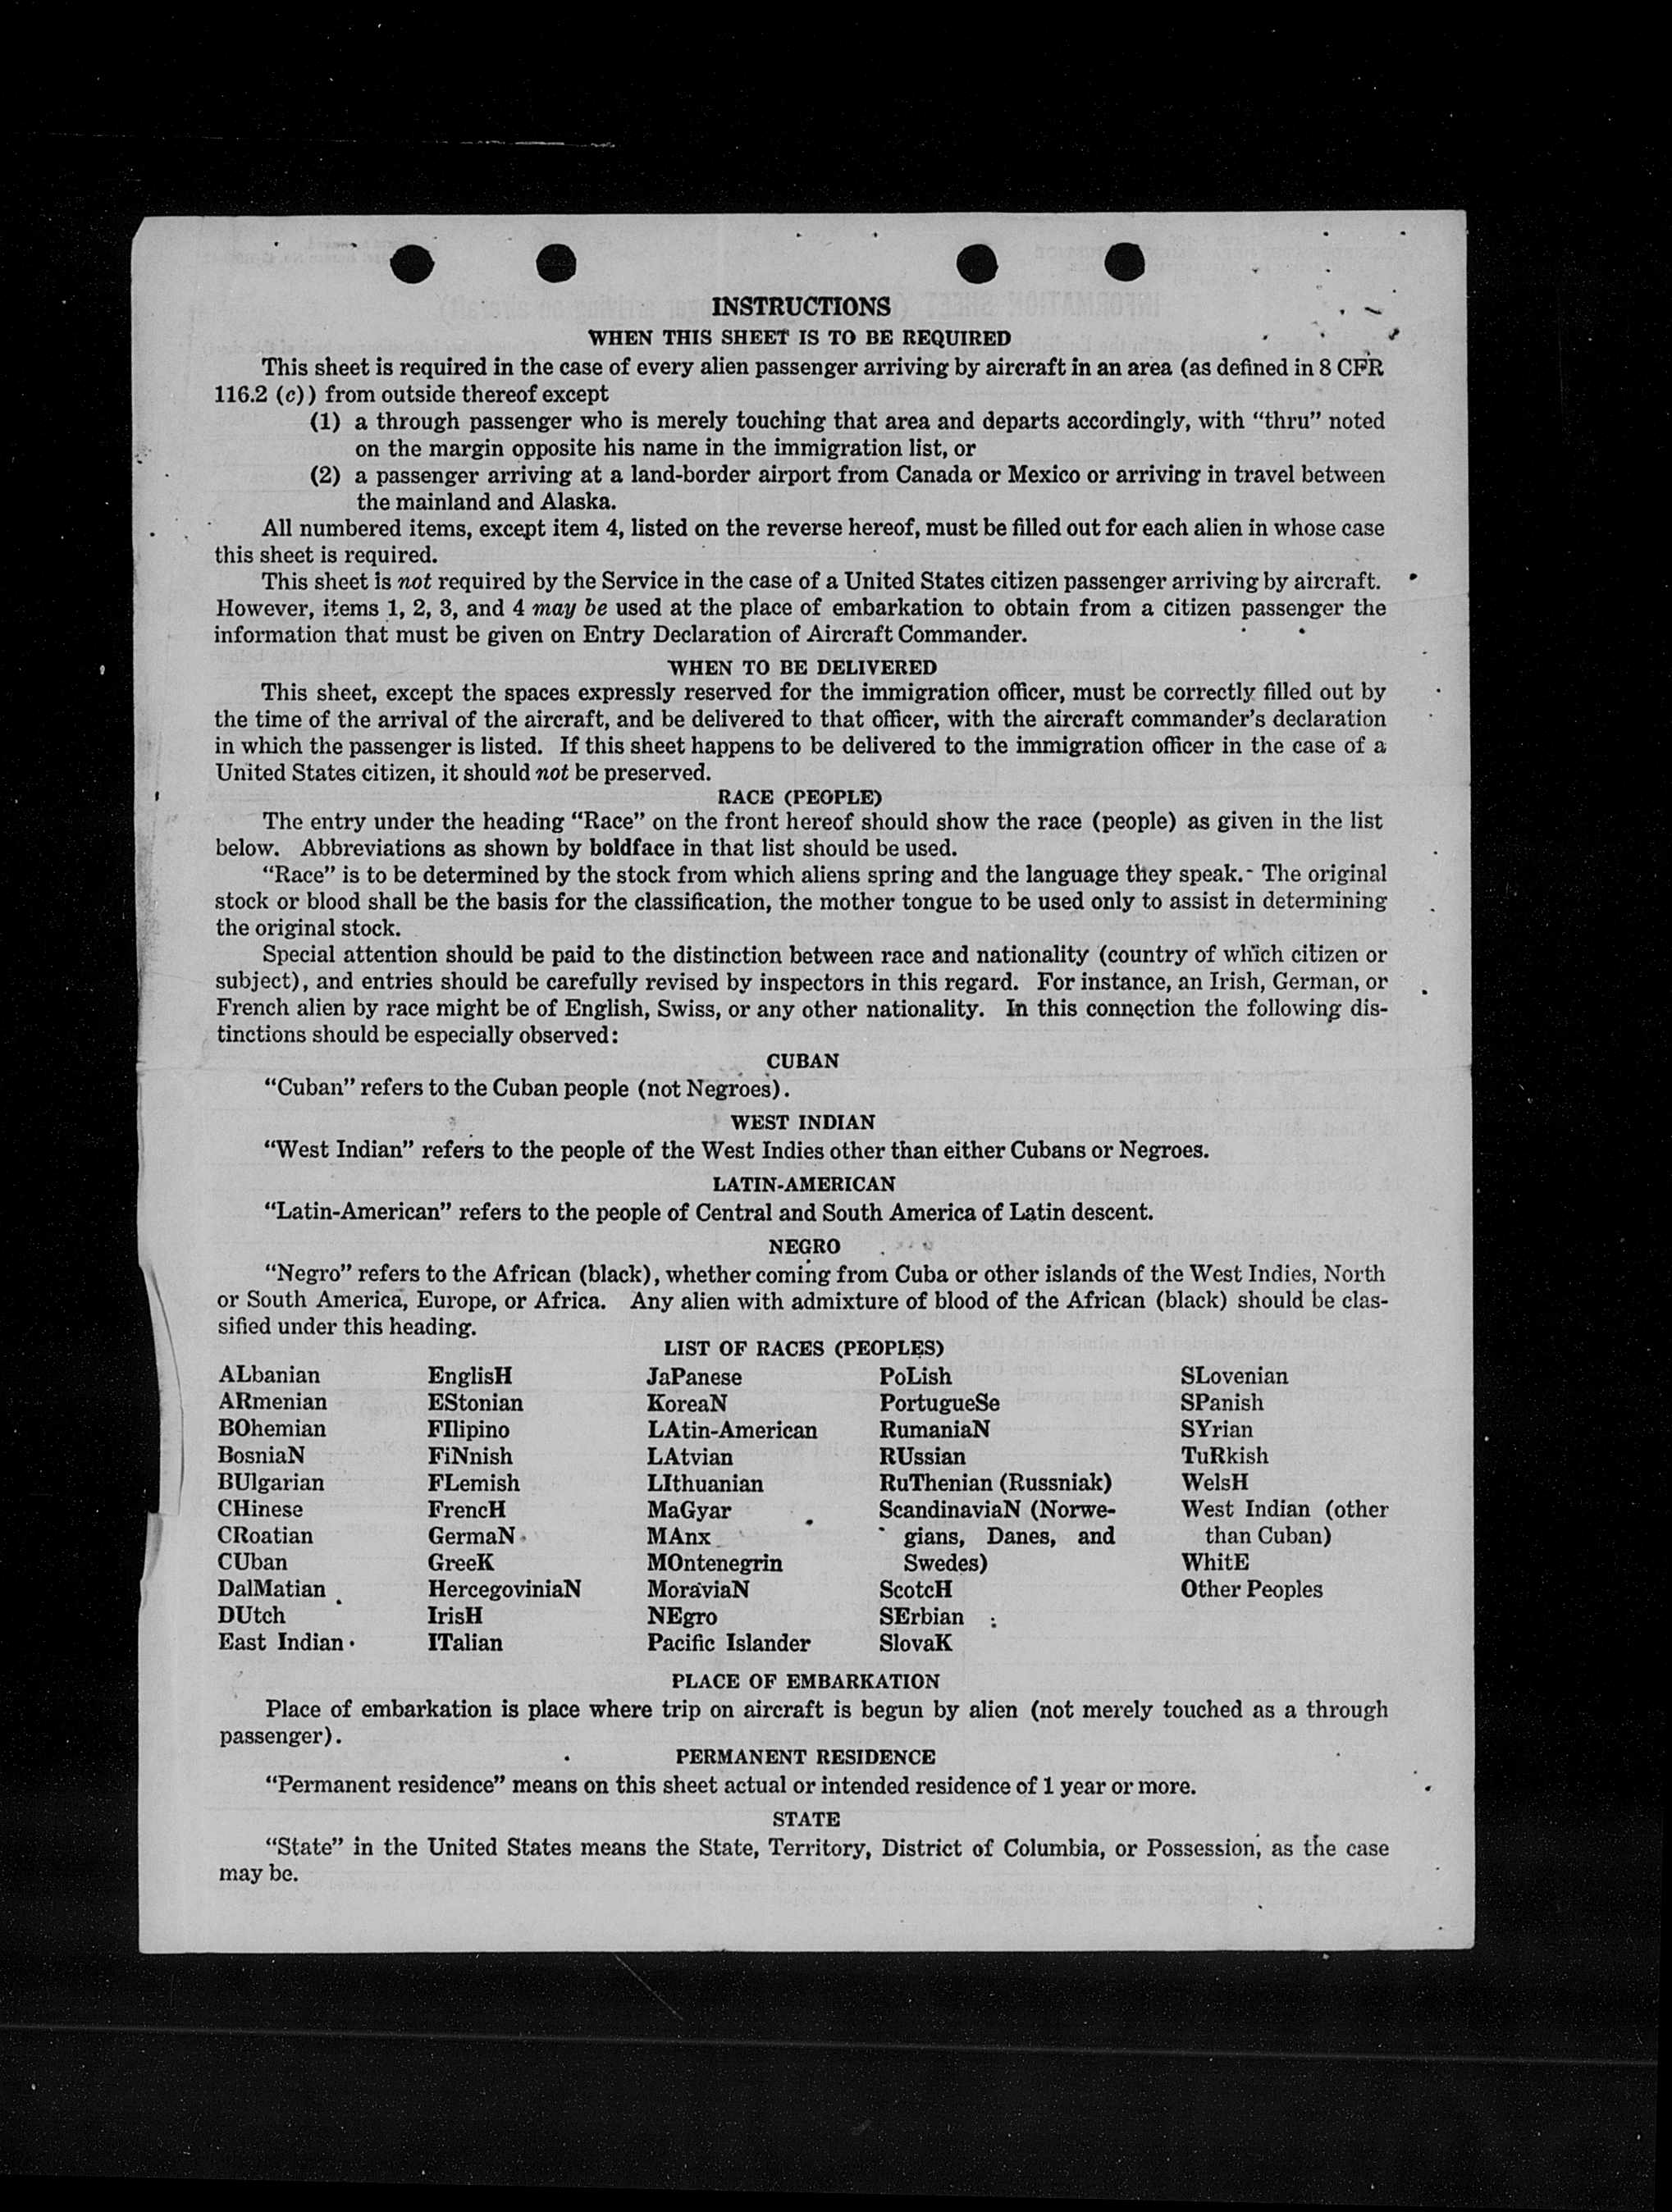 INSTRUCTIONS
WHEN THIS SHEET IS TO BE REQUIRED
This sheet is required in the case of every alien passenger arriving by aircraft in an area (as defined in 8 CFR
116.2 (c)) from outside thereof except
(1) a through passenger who is merely touching that area and departs accordingly, with “thru” noted
on the margin opposite his name in the immigration list, or
(2) a passenger arriving at a land-border airport from Canada or Mexico or arriving in travel between
the mainland and Alaska.
All numbered items, except item 4, listed on the reverse hereof, must be filled out for each alien in whose case
this sheet is required.
This sheet is not required by the Service in the case of a United States citizen passenger arriving by aircraft.
However, items 1, 2, 3, and 4 may be used at the place of embarkation to obtain from a citizen passenger the
information that must be given on Entry Declaration of Aircraft Commander.
WHEN TO BE DELIVERED
This sheet, except the spaces expressly reserved for the immigration officer, must be correctly filled out by
the time of the arrival of the aircraft, and be delivered to that officer, with the aircraft commander’s declaration
in which the passenger is listed. If this sheet happens to be delivered to the immigration officer in the case of a
United States citizen, it should not be preserved.
RACE (PEOPLE)
The entry under the heading “Race” on the front hereof should show the race (people) as given in the list
below. Abbreviations as shown by boldface in that list should be used.
“Race” is to be determined by the stock from which aliens spring and the language they speak. The original
stock or blood shall be the basis for the classification, the mother tongue to be used only to assist in determining
the original stock.
Special attention should be paid to the distinction between race and nationality (country of which citizen or
subject), and entries should be carefully revised by inspectors in this regard. For instance, an Irish, German, or
French alien by race might be of English, Swiss, or any other nationality. In this connection the following dis-
tinctions should be especially observed:
CUBAN
“Cuban” refers to the Cuban people (not Negroes).
WEST INDIAN
“West Indian” refers to the people of the West Indies other than either Cubans or Negroes.
LATIN-AMERICAN
“Latin-American” refers to the people of Central and South America of Latin descent.
NEGRO
“Negro” refers to the African (black), whether coming from Cuba or other islands of the West Indies, North
or South America, Europe, or Africa. Any alien with admixture of blood of the African (black) should be clas-
sified under this heading.
LIST OF RACES (PEOPLES)
ALbanian EnglisH JaPanese PoLish SLovenian
ARmenian EStonian KoreaN PortugueSe SPanish
BOhemian FIlipino LAtin-American RumaniaN SYrian
BosniaN FiNnish LAtvian RUssian TuRkish
BUlgarian FLemish LIthuanian RuThenian (Russniak) WelsH
CHinese FrencH MaGyar ScandinaviaN (Norwe- West Indian (other
CRoatian GermaN MAnx gians, Danes, and than Cuban)
CUban GreeK MOntenegrin Swedes) WhitE
DalMatian HercegoviniaN MoraviaN ScotcH Other Peoples
DUtch IrisH NEgro SErbian
East Indian ITalian Pacific Islander SlovaK
PLACE OF EMBARKATION
Place of embarkation is place where trip on aircraft is begun by alien (not merely touched as a through
passenger).
PERMANENT RESIDENCE
“Permanent residence” means on this sheet actual or intended residence of 1 year or more.
STATE
“State” in the United States means the State, Territory, District of Columbia, or Possession, as the case
may be.